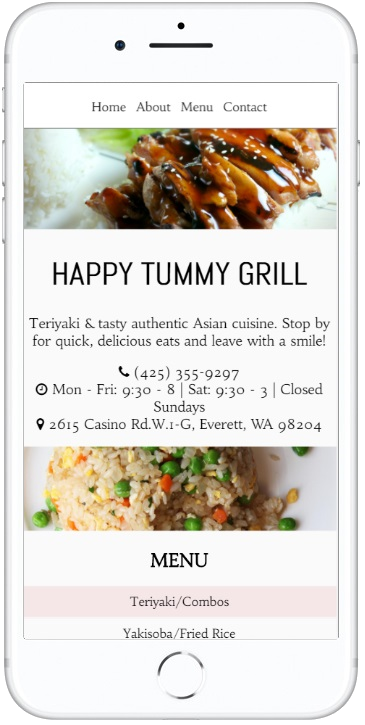 Home About Menu Contact
HAPPY TUMMY GRILL
Teriyaki & tasty authentic Asian cuisine. Stop by
for quick, delicious eats and leave with a smile!
(425) 355-9297
Mon - Fri: 9:30 - 8 | Sat: 9:30 - 3 | Closed
Sundays
2615 Casino Rd.W.1-G, Everett, WA 98204
MENU
Teriyaki/Combos
Yakisoba/Fried Rice